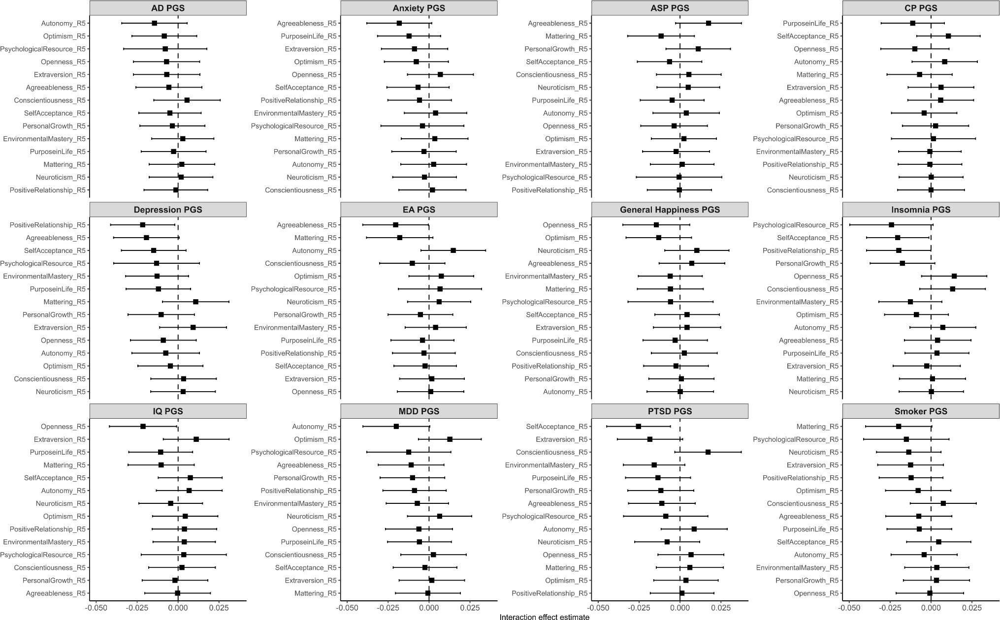 AD PGS
Autonomy_R5
Optimism_R5
PsychologicalResource_R5
Openness_R5
Extraversion_R5
Agreeableness_R5
Conscientiousness_R5
SelfAcceptance_R5
PersonalGrowth_R5
EnvironmentalMastery_R5
PurposeinLife_R5
Mattering_R5
Neuroticism_R5
PositiveRelationship_R5
Anxiety PGS
Agreeableness_R5
PurposeinLife_R5
Extraversion_R5
Optimism_R5
Openness_R5
SelfAcceptance_R5
PositiveRelationship_R5
EnvironmentalMastery_R5
PsychologicalResource_R5
Mattering_R5
PersonalGrowth_R5
Autonomy_R5
Neuroticism_R5
Conscientiousness_R5
ASP PGS
Agreeableness_R5
Mattering_R5
PersonalGrowth_R5
SelfAcceptance_R5
Conscientiousness_R5
Neuroticism_R5
PurposeinLife_R5
Autonomy_R5
Openness_R5
Optimism_R5
Extraversion_R5
EnvironmentalMastery_R5
PsychologicalResource_R5
PositiveRelationship_R5
CP PGS
PurposeinLife_R5
SelfAcceptance_R5
Openness_R5
Autonomy_R5
Mattering_R5
Extraversion_R5
Agreeableness_R5
Optimism_R5
PersonalGrowth_R5
PsychologicalResource_R5
EnvironmentalMastery_R5
PositiveRelationship_R5
Neuroticism_R5
Conscientiousness_R5
Depression PGS
PositiveRelationship_R5
Agreeableness_R5
SelfAcceptance_R5
PsychologicalResource_R5
EnvironmentalMastery_R5
PurposeinLife_R5
Mattering_R5
PersonalGrowth_R5
Extraversion_R5
Openness_R5
Autonomy_R5
Optimism_R5
Conscientiousness_R5
Neuroticism_R5
EA PGS
Agreeableness_R5
Mattering_R5
Autonomy_R5
Conscientiousness_R5
Optimism_R5
PsychologicalResource_R5
Neuroticism_R5
PersonalGrowth_R5
EnvironmentalMastery_R5
PurposeinLife_R5
PositiveRelationship_R5
SelfAcceptance_R5
Extraversion_R5
Openness_R5
General Happiness PGS
Openness_R5
Optimism_R5
Neuroticism_R5
Agreeableness_R5
EnvironmentalMastery_R5
Mattering_R5
PsychologicalResource_R5
SelfAcceptance_R5
Extraversion_R5
PurposeinLife_R5
Conscientiousness_R5
PositiveRelationship_R5
PersonalGrowth_R5
Autonomy_R5
Insomnia PGS
PsychologicalResource_R5
SelfAcceptance_R5
PositiveRelationship_R5
PersonalGrowth_R5
Openness_R5
Conscientiousness_R5
EnvironmentalMastery_R5
Optimism_R5
Autonomy_R5
Agreeableness_R5
PurposeinLife_R5
Extraversion_R5
Mattering_R5
Neuroticism_R5
IQ PGS
Openness_R5
Extraversion_R5
PurposeinLife_R5
Mattering_R5
SelfAcceptance_R5
Autonomy_R5
Neuroticism_R5
Optimism_R5
PositiveRelationship_R5
EnvironmentalMastery_R5
PsychologicalResource_R5
Conscientiousness_R5
PersonalGrowth_R5
Agreeableness_R5
-0.050 -0.025 0.000 0.025
MDD PGS
Autonomy_R5
Optimism_R5
PsychologicalResource_R5
Agreeableness_R5
PersonalGrowth_R5
PositiveRelationship_R5
EnvironmentalMastery_R5
Neuroticism_R5
Openness_R5
PurposeinLife_R5
Conscientiousness_R5
SelfAcceptance_R5
Extraversion_R5
Mattering_R5
-0.050 -0.025 0.000 0.025
PTSD PGS
SelfAcceptance_R5
Extraversion_R5
Conscientiousness_R5
EnvironmentalMastery_R5
PurposeinLife_R5
PersonalGrowth_R5
Agreeableness_R5
PsychologicalResource_R5
Autonomy_R5
Neuroticism_R5
Openness_R5
Mattering_R5
Optimism_R5
PositiveRelationship_R5
-0.050 -0.025 0.000 0.025
Smoker PGS
Mattering_R5
PsychologicalResource_R5
Neuroticism_R5
Extraversion_R5
PositiveRelationship_R5
Optimism_R5
Conscientiousness_R5
Agreeableness_R5
PurposeinLife_R5
SelfAcceptance_R5
Autonomy_R5
EnvironmentalMastery_R5
PersonalGrowth_R5
Openness_R5
-0.050 -0.025 0.000 0.025
Interaction effect estimate